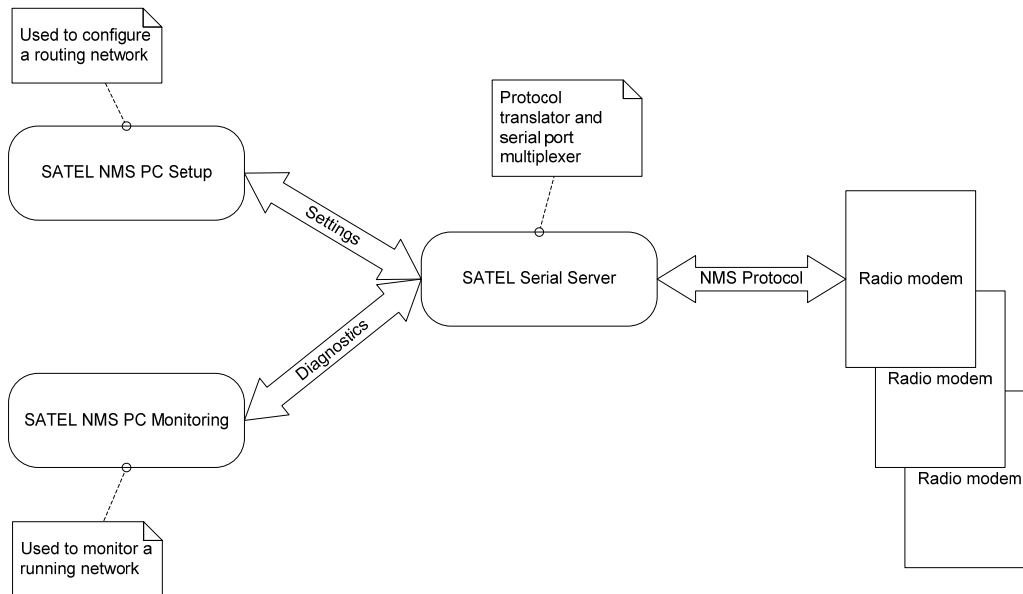 Used to configure
a routing network
SATEL NMS PC Setup
Protocol
translator and
serial port
multiplexer
Settings
SATEL Serial Server
NMS Protocol
Radio modem
Diagnostics
Radio modem
SATEL NMS PC Monitoring
Radio modem
Used to monitor a
running network